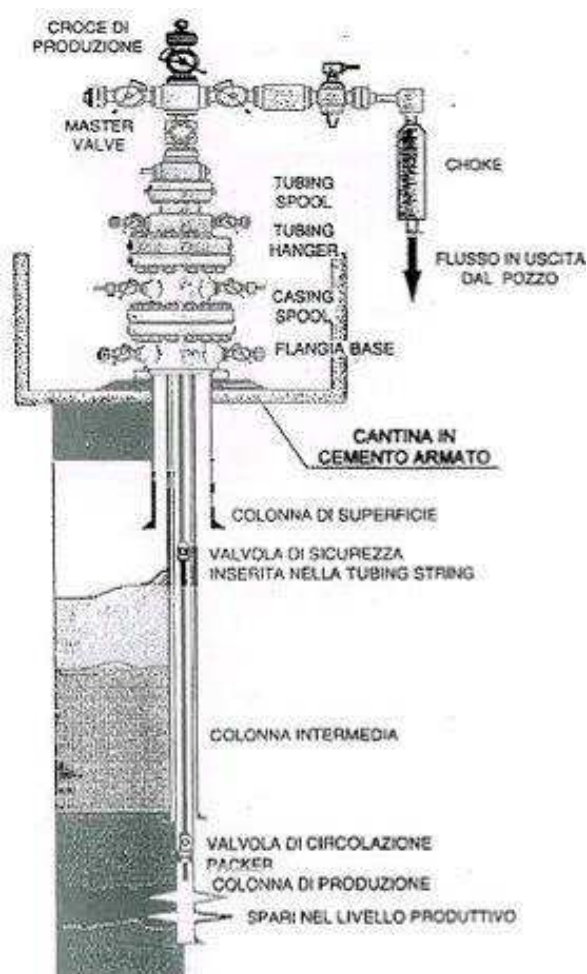 CROCE DI
PRODUZIONE
MASTER
VALVE
TUBING
SPOOL
CHOKE
TUBING
HANGER
FLUSSO IN USCITA
DAL POZZO
CASING
SPOOL
FLANGIA BASE
CANTINA IN
CEMENTO ARMATO
COLONNA DI SUPERFICIE
VALVOLA DI SICUREZZA
INSERITA NELLA TUBING STRING
COLONNA INTERMEDIA
VALVOLA DI CIRCOLAZIONE
PACKER
COLONNA DI PRODUZIONE
SPARI NEL LIVELLO PRODUTTIVO